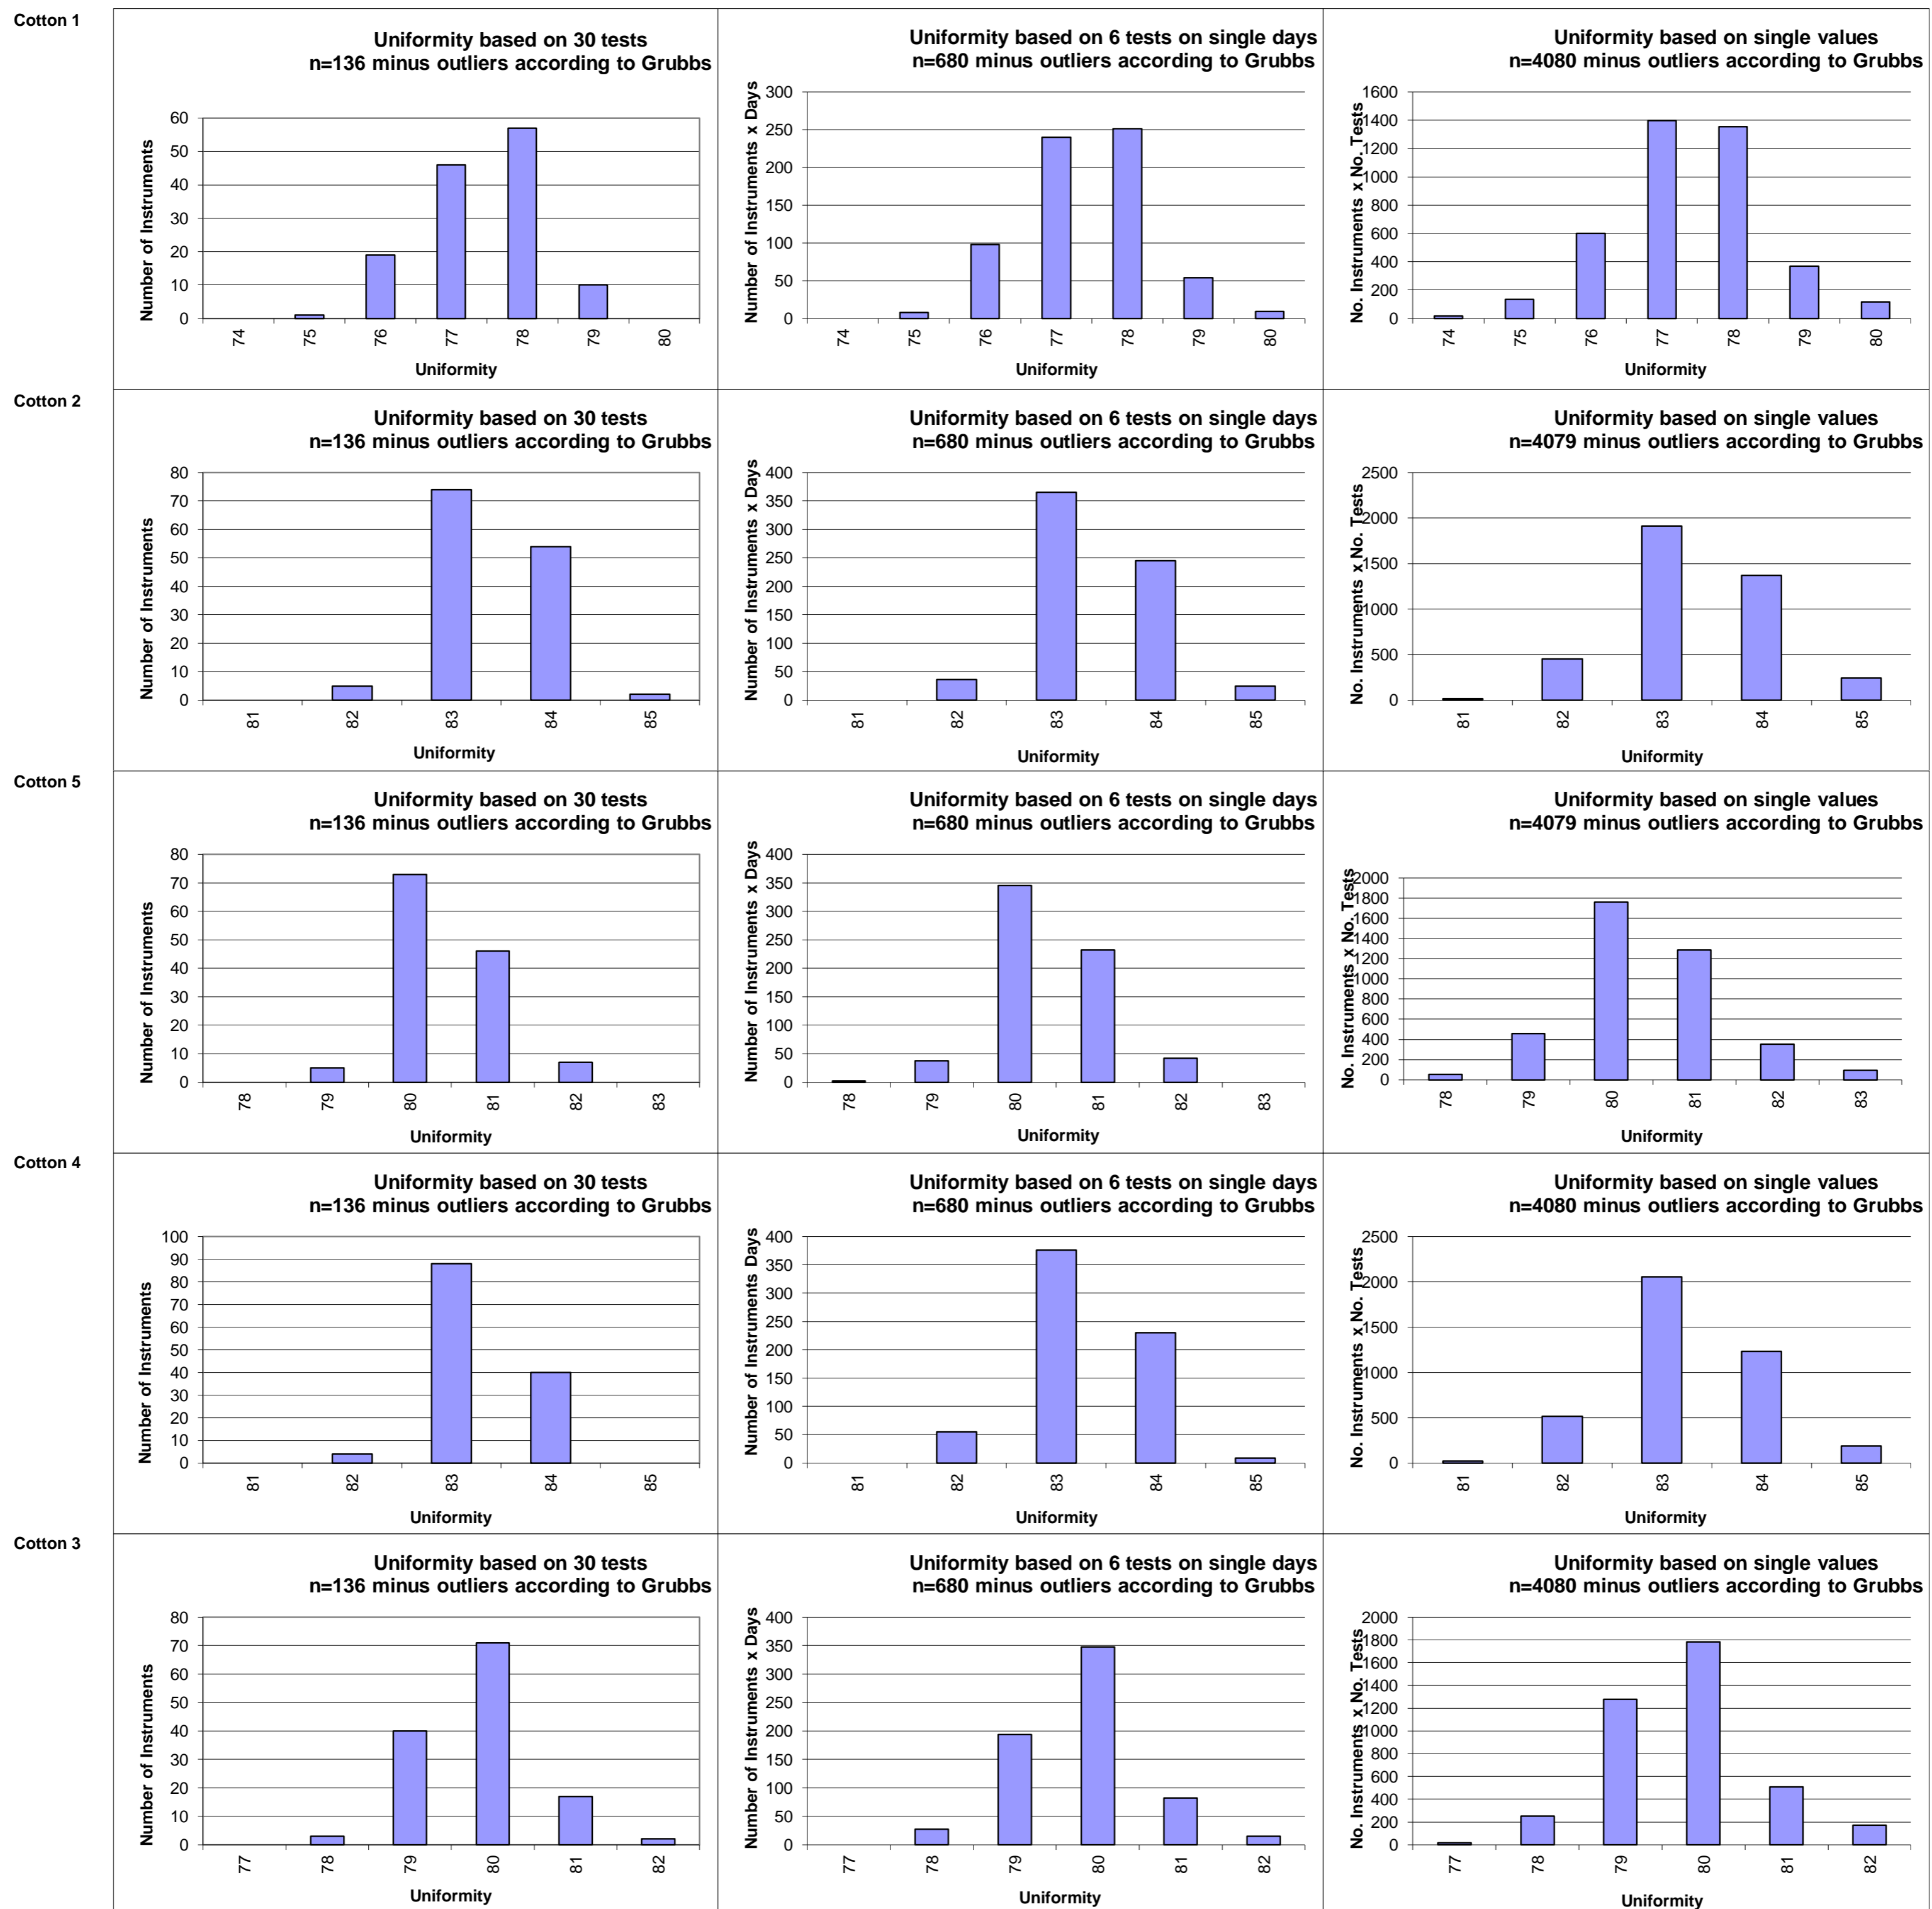 Cotton 1
Uniformity based on 30 tests
n=136 minus outliers according to Grubbs
Number of Instruments
60
50
40
30
20
10
0
74 75 76 77 78 79 80
Uniformity
Uniformity based on 6 tests on single days
n=680 minus outliers according to Grubbs
Number of Instruments x Days
300
250
200
150
100
50
0
74 75 76 77 78 79 80
Uniformity
Uniformity based on single values
n=4080 minus outliers according to Grubbs
No. Instruments x No. Tests
1600
1400
1200
1000
800
600
400
200
0
74 75 76 77 78 79 80
Uniformity
Cotton 2
Uniformity based on 30 tests
n=136 minus outliers according to Grubbs
Number of Instruments
80
70
60
50
40
30
20
10
0
81 82 83 84 85
Uniformity
Uniformity based on 6 tests on single days
n=680 minus outliers according to Grubbs
Number of Instruments x Days
400
350
300
250
200
150
100
50
0
81 82 83 84 85
Uniformity
Uniformity based on single values
n=4079 minus outliers according to Grubbs
No. Instruments x No. Tests
2500
2000
1500
1000
500
0
81 82 83 84 85
Uniformity
Cotton 5
Uniformity based on 30 tests
n=136 minus outliers according to Grubbs
Number of Instruments
80
70
60
50
40
30
20
10
0
78 79 80 81 82 83
Uniformity
Uniformity based on 6 tests on single days
n=680 minus outliers according to Grubbs
Number of Instruments x Days
400
350
300
250
200
150
100
50
0
78 79 80 81 82 83
Uniformity
Uniformity based on single values
n=4079 minus outliers according to Grubbs
No. Instruments x No. Tests
2000
1800
1600
1400
1200
1000
800
600
400
200
0
78 79 80 81 82 83
Uniformity
Cotton 4
Uniformity based on 30 tests
n=136 minus outliers according to Grubbs
Number of Instruments
100
90
80
70
60
50
40
30
20
10
0
81 82 83 84 85
Uniformity
Uniformity based on 6 tests on single days
n=680 minus outliers according to Grubbs
Number of Instruments Days
400
350
300
250
200
150
100
50
0
81 82 83 84 85
Uniformity
Uniformity based on single values
n=4080 minus outliers according to Grubbs
No. Instruments x No. Tests
2500
2000
1500
1000
500
0
81 82 83 84 85
Uniformity
Cotton 3
Uniformity based on 30 tests
n=136 minus outliers according to Grubbs
Number of Instruments
80
70
60
50
40
30
20
10
0
77 78 79 80 81 82
Uniformity
Uniformity based on 6 tests on single days
n=680 minus outliers according to Grubbs
Number of Instruments x Days
400
350
300
250
200
150
100
50
0
77 78 79 80 81 82
Uniformity
Uniformity based on single values
n=4080 minus outliers according to Grubbs
No. Instruments x No. Tests
2000
1800
1600
1400
1200
1000
800
600
400
200
0
77 78 79 80 81 82
Uniformity